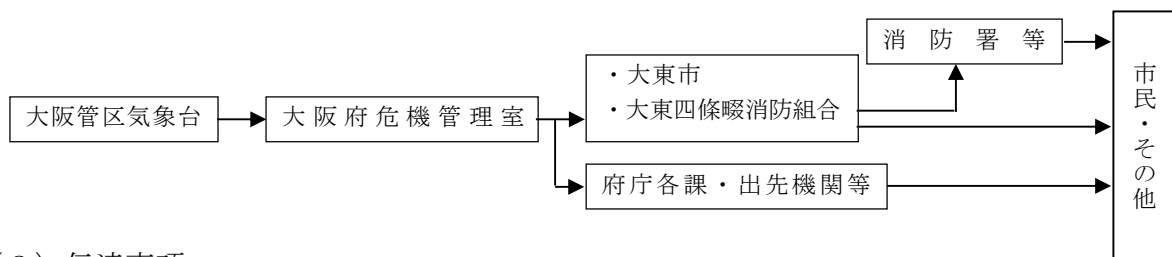 消防署等
・大東市
・大東四條畷消防組合
大阪管区気象台
大阪府危機管理室
府庁各課・出先機関等
市民・その他